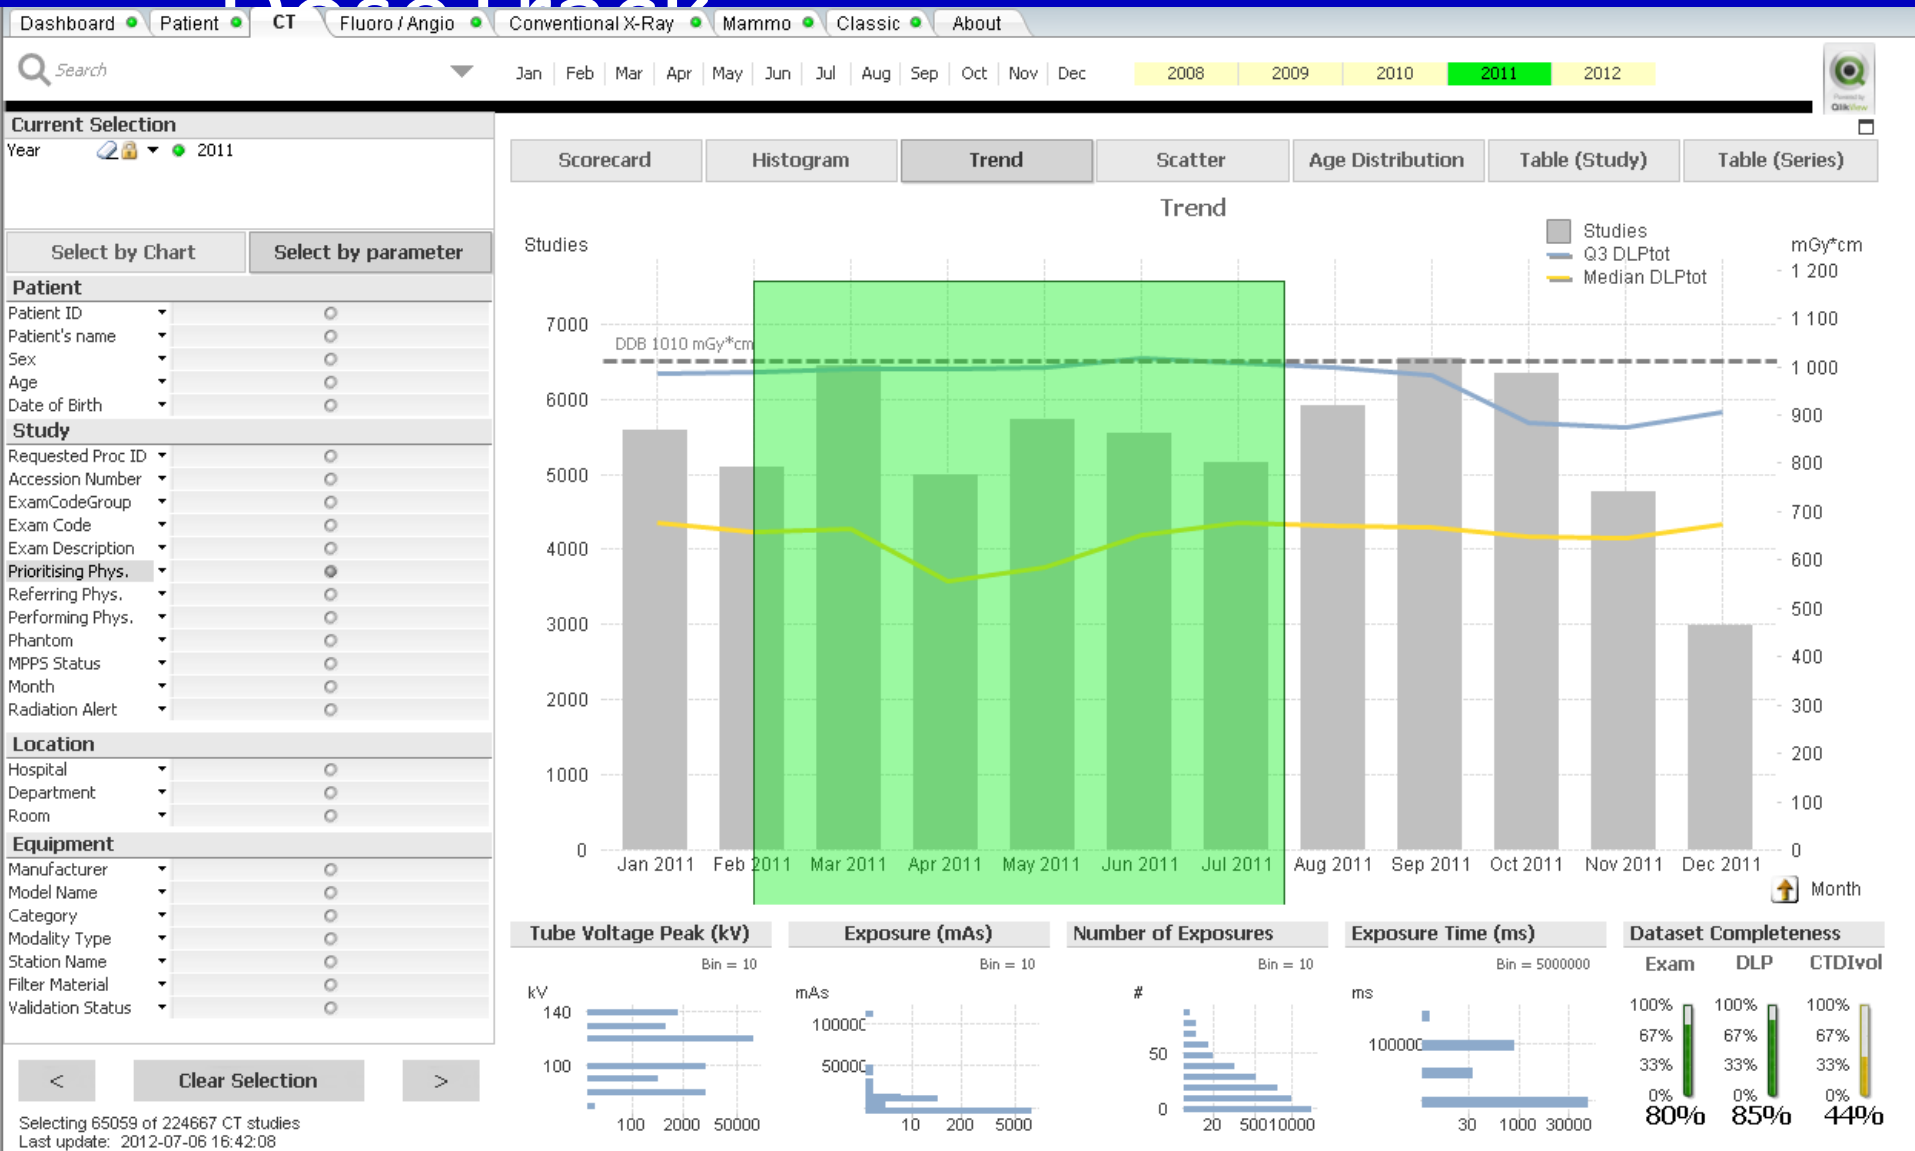 DoseTrack
Dashboard Patient CT Fluoro / Angio Conventional X-Ray Mammo Classic About
Search
Jan Feb Mar Apr May Jun Jul Aug Sep Oct Nov Dec 2008 2009 2010 2011 2012
QlikView
Current Selection
Year 2011
Scorecard Histogram Trend Scatter Age Distribution Table (Study) Table (Series)
Select by Chart Select by parameter
Patient
Patient ID
Patient's name
Sex
Age
Date of Birth
Study
Requested Proc ID
Accession Number
ExamCodeGroup
Exam Code
Exam Description
Prioritising Phys.
Referring Phys.
Performing Phys.
Phantom
MPPS Status
Month
Radiation Alert
Location
Hospital
Department
Room
Equipment
Manufacturer
Model Name
Category
Modality Type
Station Name
Filter Material
Validation Status
< Clear Selection >
Selecting 65059 of 224667 CT studies
Last update: 2012-07-06 16:42:08
Trend
Studies
Studies
Q3 DLPtot
Median DLPtot
mGy*cm
1 200
7000 1 100
DDB 1010 mGy*cm
1 000
6000
900
5000 800
700
4000
600
500
3000
400
2000 300
200
1000
100
0 0
Jan 2011 Feb 2011 Mar 2011 Apr 2011 May 2011 Jun 2011 Jul 2011 Aug 2011 Sep 2011 Oct 2011 Nov 2011 Dec 2011
Month
Tube Voltage Peak (kV)
Bin = 10
kV
140
100
100 2000 50000
Exposure (mAs)
Bin = 10
mAs
100000
50000
10 200 5000
Number of Exposures
Bin = 10
#
50
0
20 500 10000
Exposure Time (ms)
Bin = 5000000
ms
100000
30 1000 30000
Dataset Completeness
Exam DLP CTDIvol
100% 100% 100%
67% 67% 67%
33% 33% 33%
0% 0% 0%
80% 85% 44%